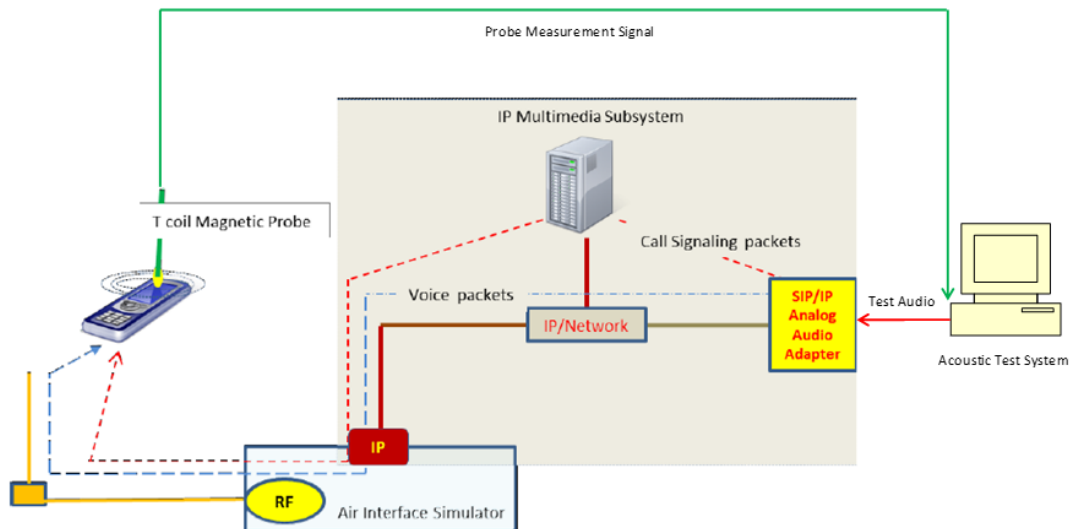 Probe Measurement Signal
IP Multimedia Subsystem
T coil Magnetic Probe
Call Signaling packets
Voice packets
SIP/IP
Analog
Audio
Adapter
Test Audio
IP/Network
Acoustic Test System
IP
RF
Air Interface Simulator